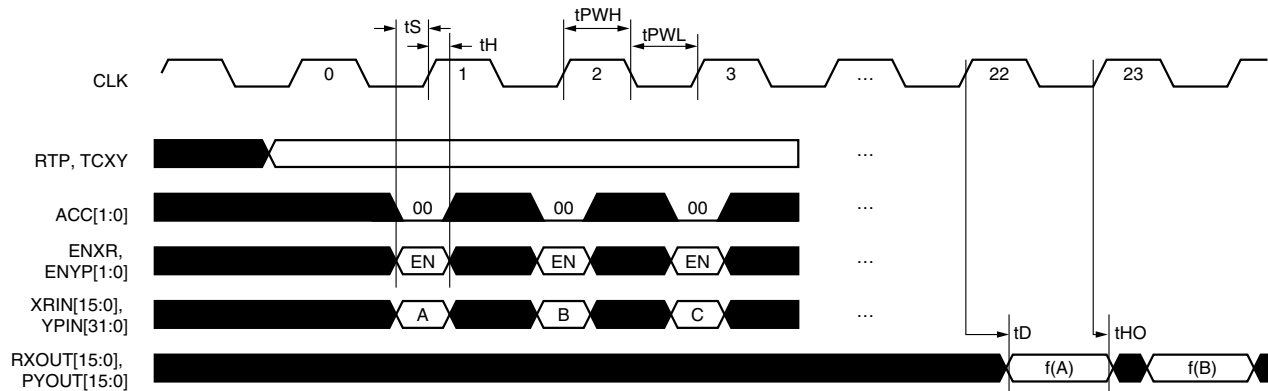 tS
tPWH
tPWL
tH
CLK
0
1
2
3
...
22
23
RTP, TCXY
...
ACC[1:0]
00
00
00
...
ENXR,
ENYP[1:0]
EN
EN
EN
...
XRIN[15:0],
YPIN[31:0]
A
B
C
...
tD
tHO
RXOUT[15:0],
PYOUT[15:0]
f(A)
f(B)